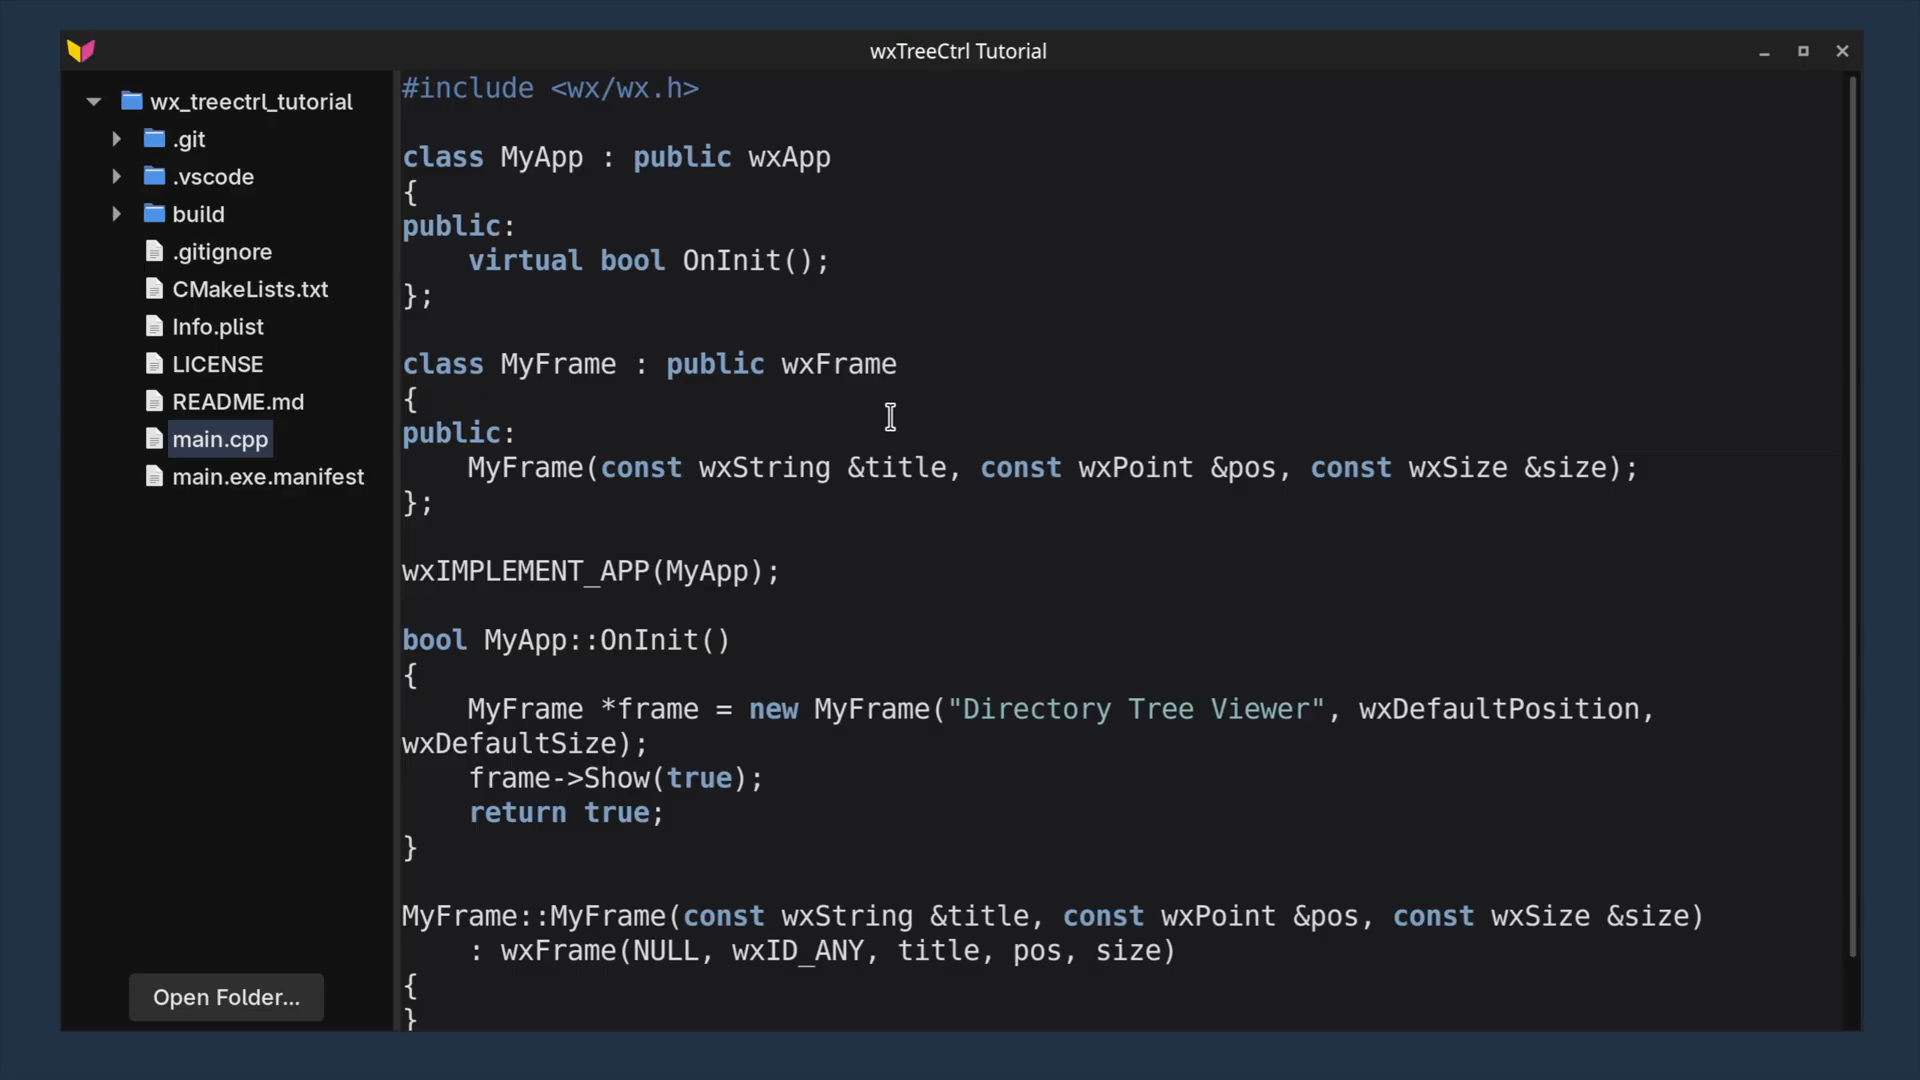 wxTreeCtrl Tutorial
wx_treectrl_tutorial
.git
.vscode
build
.gitignore
CMakeLists.txt
Info.plist
LICENSE
README.md
main.cpp
main.exe.manifest
Open Folder...
#include <wx/wx.h>
class MyApp : public wxApp
{
public:
    virtual bool OnInit();
};
class MyFrame : public wxFrame
{
public:
    MyFrame(const wxString &title, const wxPoint &pos, const wxSize &size);
};
wxIMPLEMENT_APP(MyApp);
bool MyApp::OnInit()
{
    MyFrame *frame = new MyFrame("Directory Tree Viewer", wxDefaultPosition,
wxDefaultSize);
    frame->Show(true);
    return true;
}
MyFrame::MyFrame(const wxString &title, const wxPoint &pos, const wxSize &size)
    : wxFrame(NULL, wxID_ANY, title, pos, size)
{
}